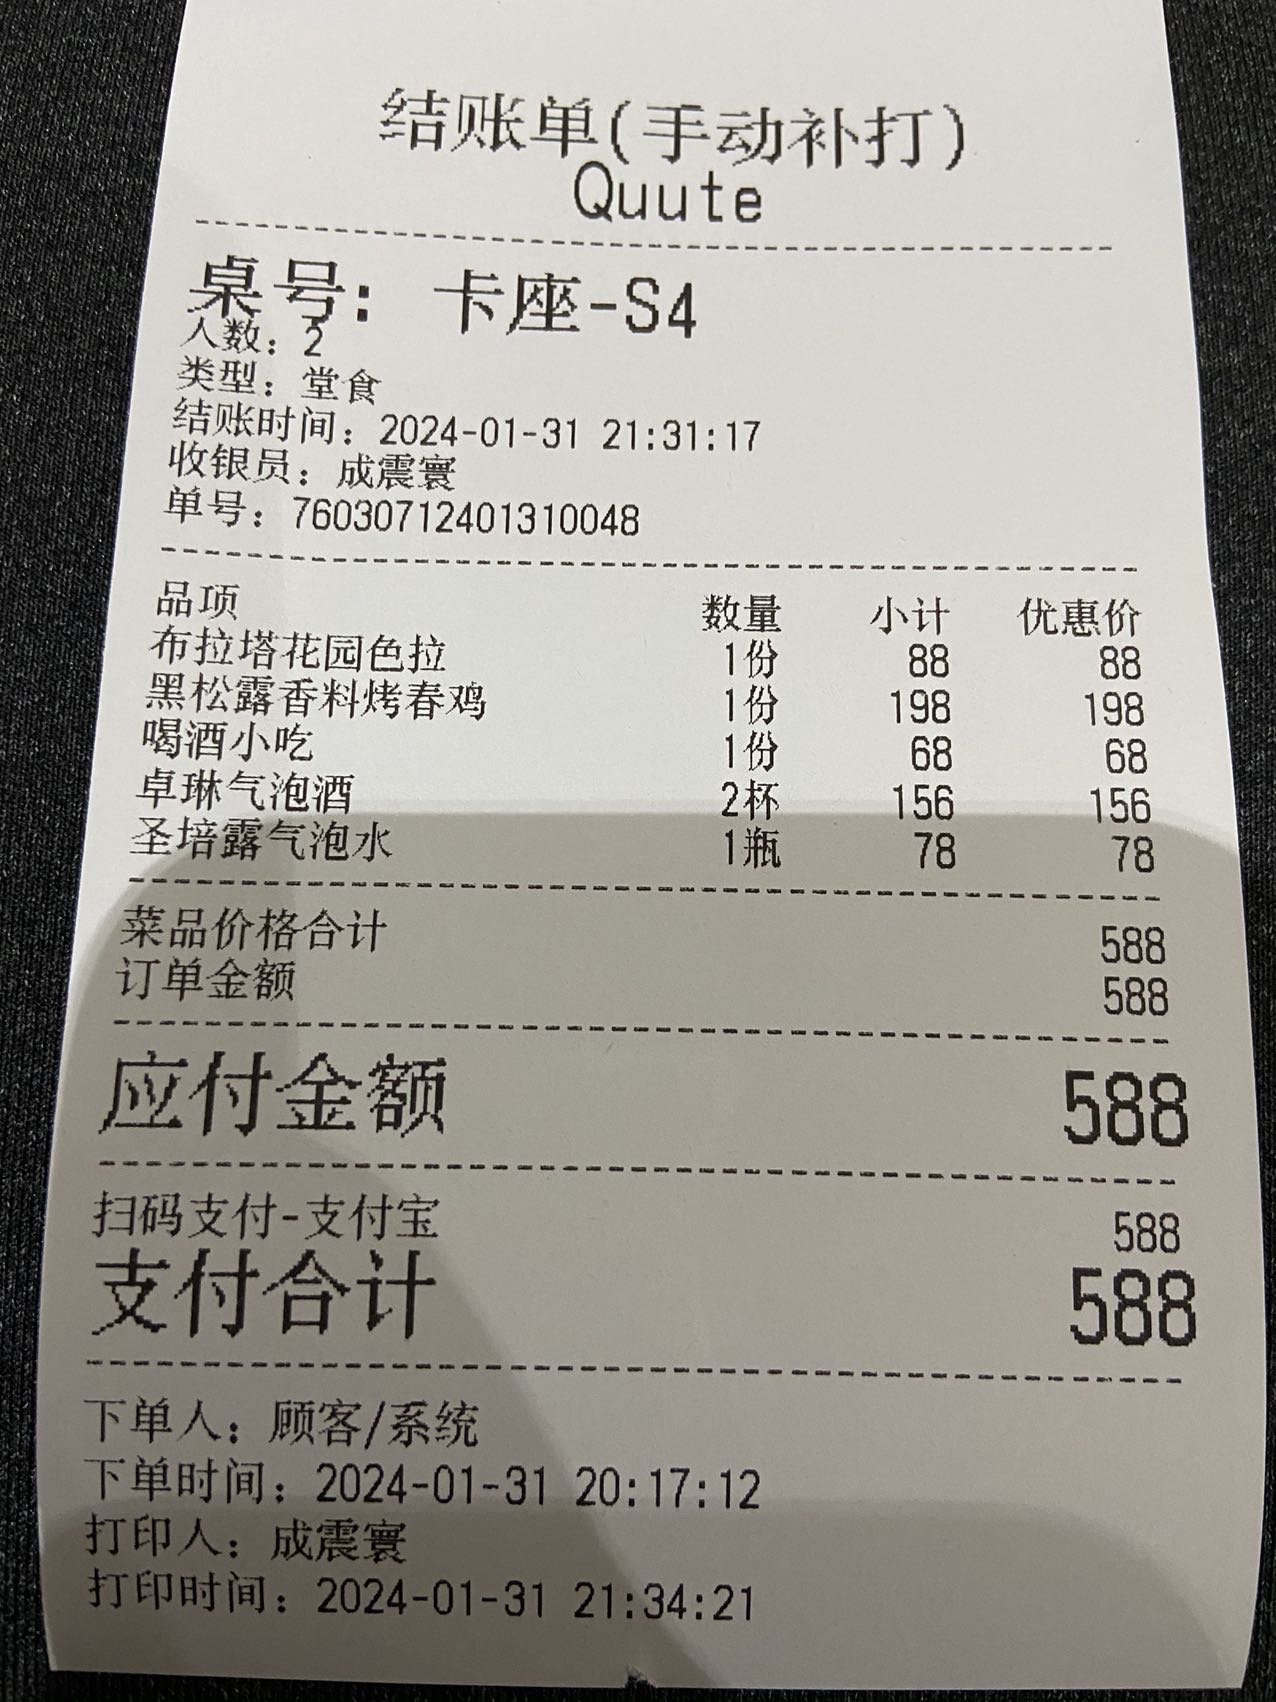 结账单(手动补打)
Quute
桌号: 卡座-S4
人数: 2
类型: 堂食
结账时间: 2024-01-31 21:31:17
收银员: 成震寰
单号: 76030712401310048
品项 数量 小计 优惠价
布拉塔花园色拉 1份 88 88
黑松露香料烤春鸡 1份 198 198
喝酒小吃 1份 68 68
卓琳气泡酒 2杯 156 156
圣培露气泡水 1瓶 78 78
菜品价格合计 588
订单金额 588
应付金额 588
扫码支付-支付宝 588
支付合计 588
下单人: 顾客/系统
下单时间: 2024-01-31 20:17:12
打印人: 成震寰
打印时间: 2024-01-31 21:34:21